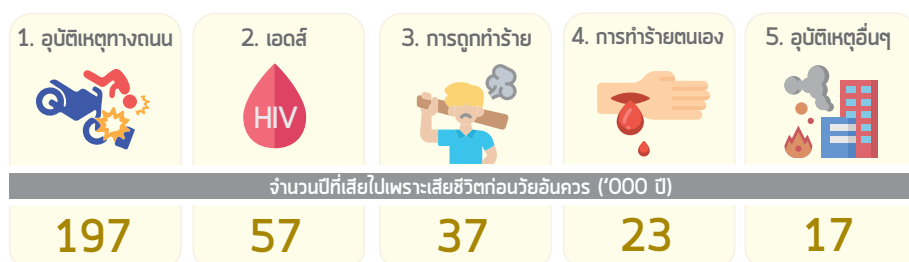 1. อุบัติเหตุทางถนน
2. เอดส์
3. การถูกทำร้าย
4. การทำร้ายตนเอง
5. อุบัติเหตุอื่นๆ
HIV
จำนวนปีที่เสียไปเพราะเสียชีวิตก่อนวัยอันควร ('000 ปี)
197
57
37
23
17